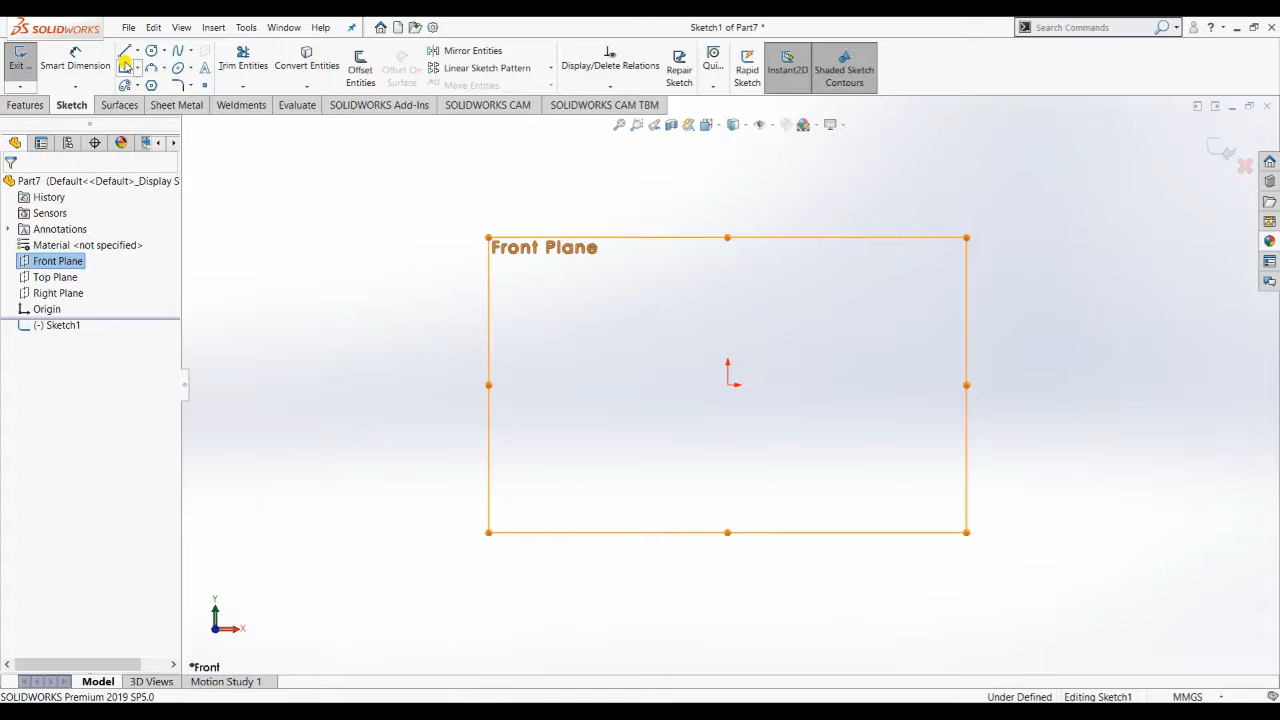 SOLIDWORKS
File Edit View Insert Tools Window Help
Sketch1 of Part7 *
Search Commands
Exit ...
Smart Dimension
Trim Entities
Convert Entities
Offset Entities
Offset On Surface
Mirror Entities
Linear Sketch Pattern
Move Entities
Display/Delete Relations
Repair Sketch
Qui...
Rapid Sketch
Instant2D
Shaded Sketch Contours
Features Sketch Surfaces Sheet Metal Weldments Evaluate SOLIDWORKS Add-Ins SOLIDWORKS CAM SOLIDWORKS CAM TBM
Part7 (Default<<Default>_Display S
History
Sensors
Annotations
Material <not specified>
Front Plane
Top Plane
Right Plane
Origin
(-) Sketch1
Front Plane
Y
X
*Front
Model 3D Views Motion Study 1
SOLIDWORKS Premium 2019 SP5.0
Under Defined Editing Sketch1 MMGS